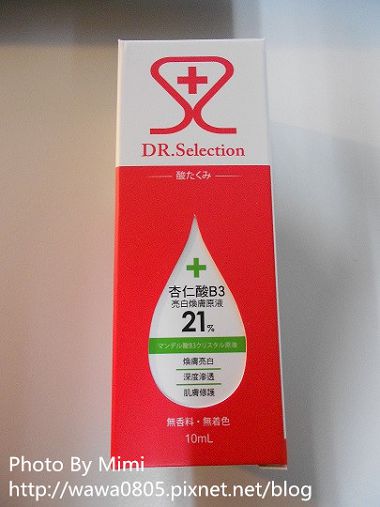 DR.Selection
酸たくみ
杏仁酸B3
亮白煥膚原液
21%
マンデル酸B3クリスタル原液
煥膚亮白
深度滲透
肌膚修護
無香料・無着色
10mL
Photo By Mimi
http://wawa0805.pixnet.net/blog